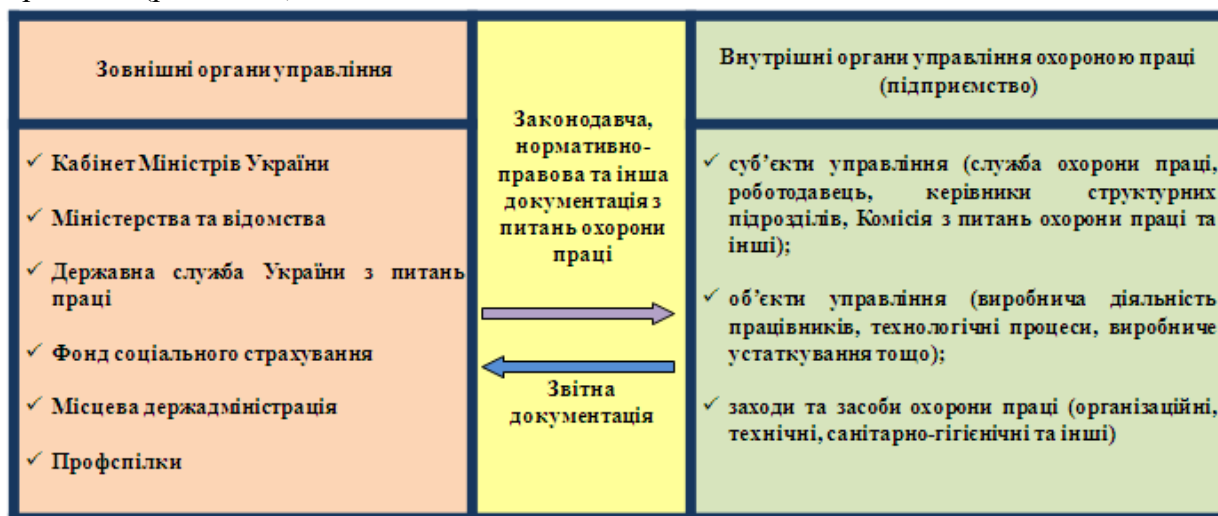 Зовнішні органи управління
✓ Кабінет Міністрів України
✓ Міністерства та відомства
✓ Державна служба України з питань
праці
✓ Фонд соціального страхування
✓ Місцева держадміністрація
✓ Профспілки
Законодавча,
нормативно-
правова та інша
документація з
питань охорони
праці
Звітна
документація
Внутрішні органи управління охороною праці
(підприємство)
✓ суб’єкти управління (служба охорони праці,
роботодавець, керівники структурних
підрозділів, Комісія з питань охорони праці та
інші);
✓ об’єкти управління (виробнича діяльність
працівників, технологічні процеси, виробниче
устаткування тощо);
✓ заходи та засоби охорони праці (організаційні,
технічні, санітарно-гігієнічні та інші)